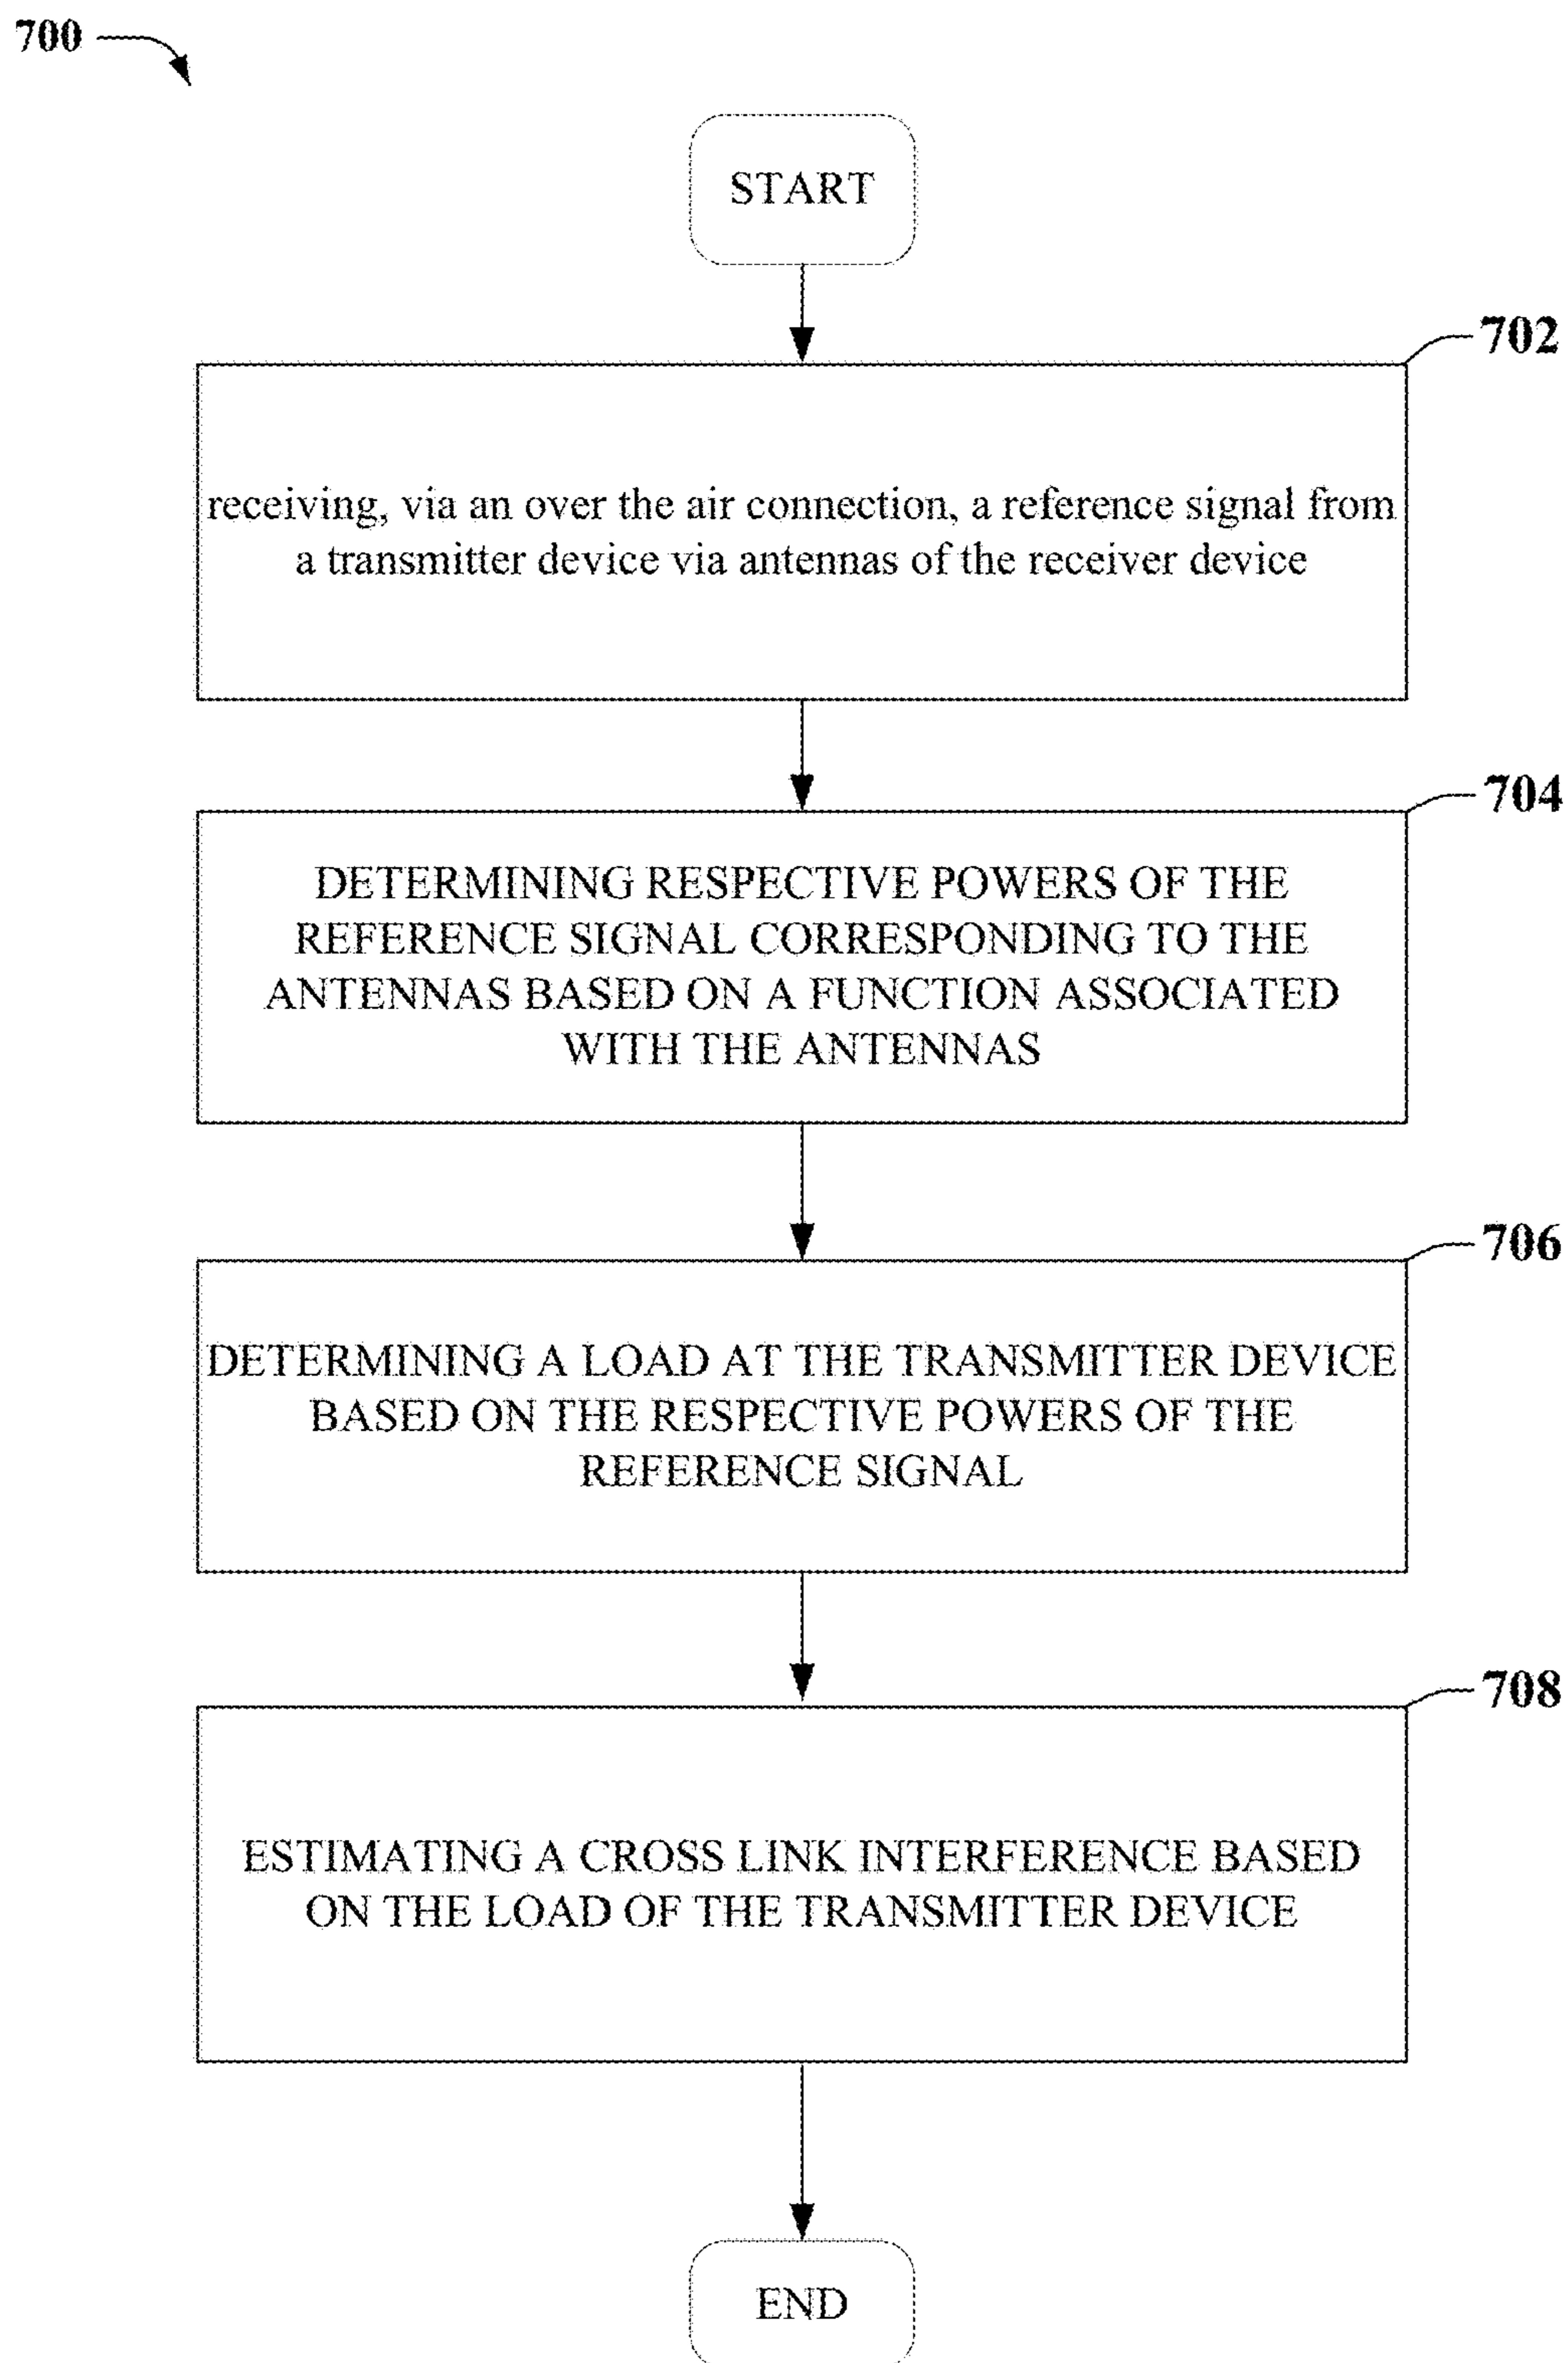 700
START
702
receiving, via an over the air connection, a reference signal from
a transmitter device via antennas of the receiver device
704
DETERMINING RESPECTIVE POWERS OF THE
REFERENCE SIGNAL CORRESPONDING TO THE
ANTENNAS BASED ON A FUNCTION ASSOCIATED
WITH THE ANTENNAS
706
DETERMINING A LOAD AT THE TRANSMITTER DEVICE
BASED ON THE RESPECTIVE POWERS OF THE
REFERENCE SIGNAL
708
ESTIMATING A CROSS LINK INTERFERENCE BASED
ON THE LOAD OF THE TRANSMITTER DEVICE
END